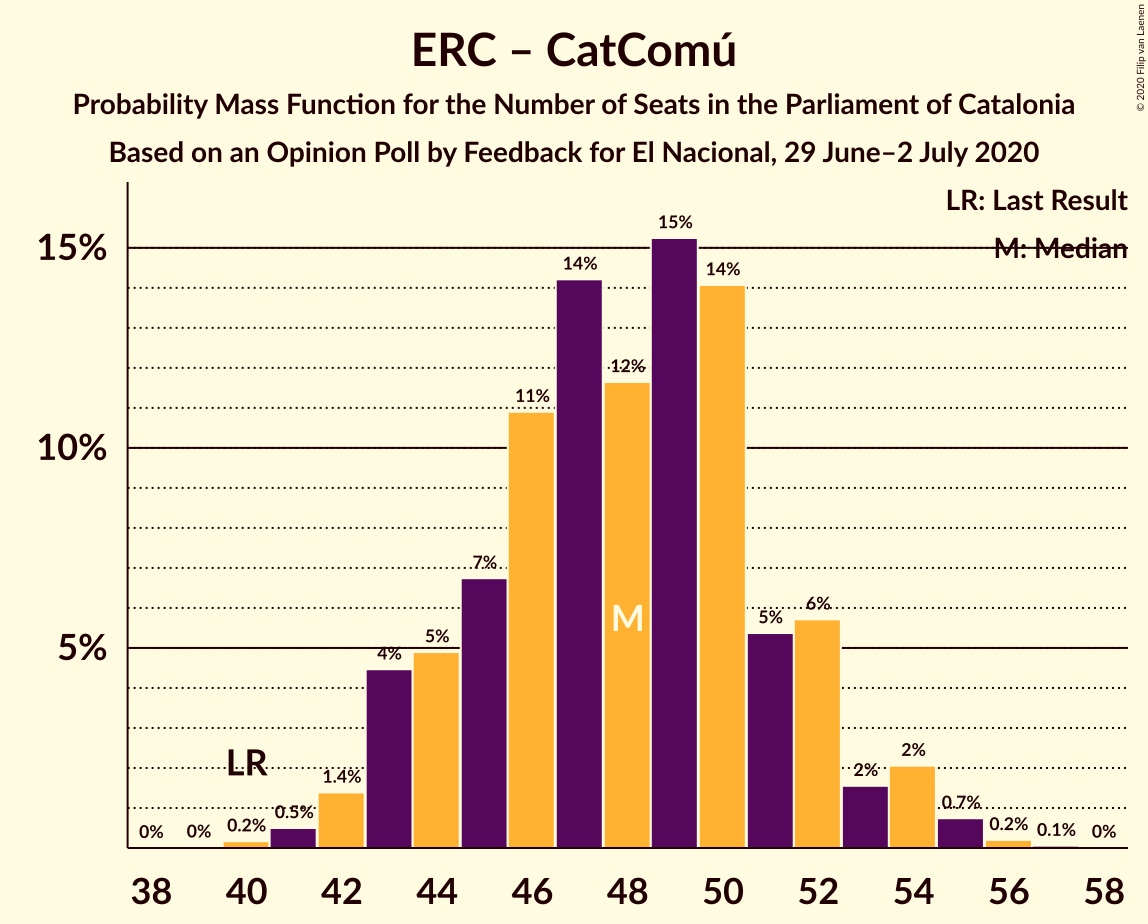 ERC – CatComú
Probability Mass Function for the Number of Seats in the Parliament of Catalonia
Based on an Opinion Poll by Feedback for El Nacional, 29 June–2 July 2020
© 2020 Filip van Laenen
LR: Last Result
M: Median
15%
10%
5%
0%
0%
0.2%
0.5%
1.4%
4%
5%
7%
11%
14%
12%
15%
14%
5%
6%
2%
2%
0.7%
0.2%
0.1%
0%
LR
M
38 40 42 44 46 48 50 52 54 56 58